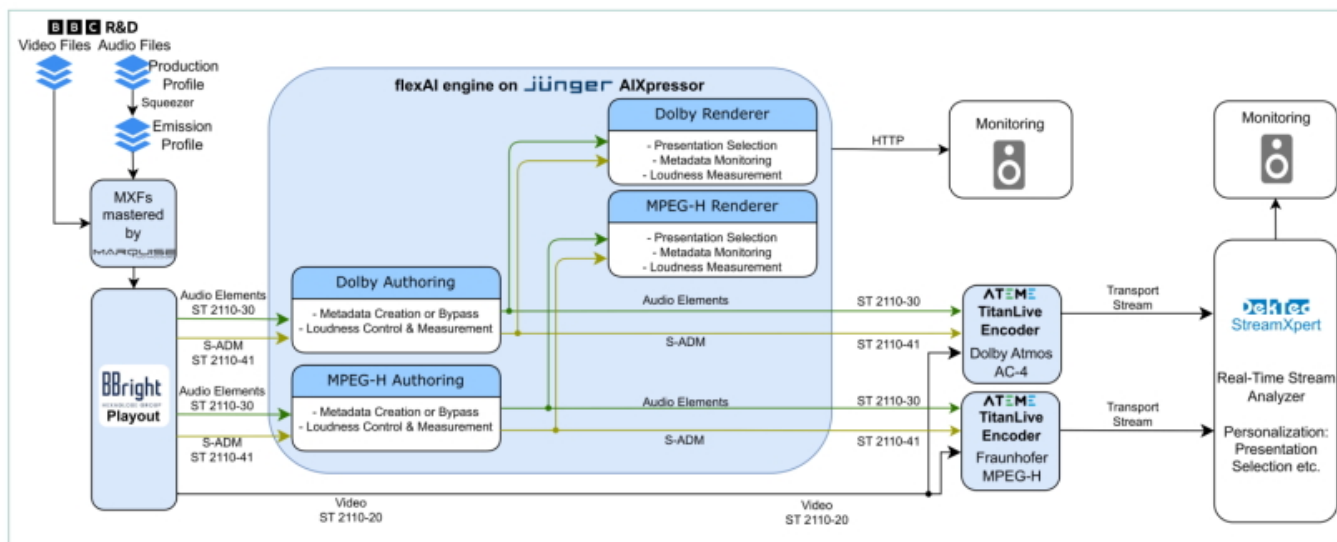 BBC R&D
Video Files Audio Files
Production
Profile
Squeezer
Emission
Profile
MXFs
mastered
by
MARQUISE
BBright
Playout
Audio Elements
ST 2110-30
S-ADM
ST 2110-41
Audio Elements
ST 2110-30
S-ADM
ST 2110-41
flexAI engine on jünger AIXpressor
Dolby Authoring
- Metadata Creation or Bypass
- Loudness Control & Measurement
MPEG-H Authoring
- Metadata Creation or Bypass
- Loudness Control & Measurement
Dolby Renderer
- Presentation Selection
- Metadata Monitoring
- Loudness Measurement
MPEG-H Renderer
- Presentation Selection
- Metadata Monitoring
- Loudness Measurement
HTTP
Monitoring
Audio Elements
ST 2110-30
S-ADM
ST 2110-41
Audio Elements
ST 2110-30
S-ADM
ST 2110-41
Video
ST 2110-20
Video
ST 2110-20
ATEME
TitanLive
Encoder
Dolby Atmos
AC-4
ATEME
TitanLive
Encoder
Fraunhofer
MPEG-H
Transport
Stream
Transport
Stream
Monitoring
DekTec
StreamXpert
Real-Time Stream
Analyzer
Personalization:
Presentation
Selection etc.